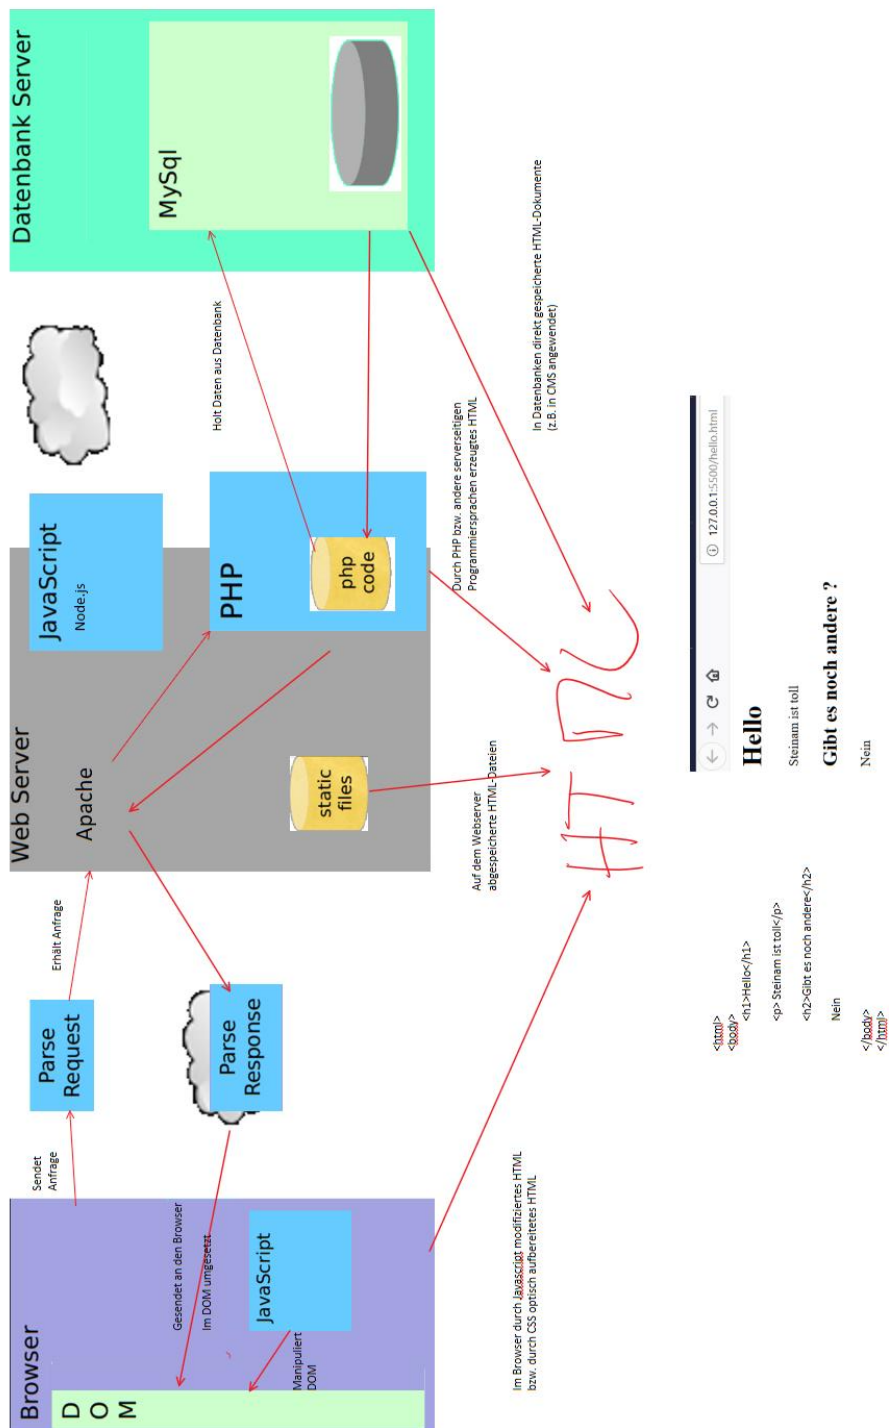 Browser
D
O
M
JavaScript
Manipuliert
DOM
Gesendet an den Browser
Im DOM umgesetzt
Sendet
Anfrage
Parse
Request
Parse
Response
Erhält Anfrage
Web Server
Apache
static
files
JavaScript
Node.js
PHP
php
code
Holt Daten aus Datenbank
Datenbank Server
MySql
Im Browser durch Javascript modifiziertes HTML
bzw. durch CSS optisch aufbereitetes HTML
Auf dem Webserver
abgespeicherte HTML-Dateien
Durch PHP bzw. andere serverseitigen
Programmiersprachen erzeugtes HTML
In Datenbanken direkt gespeicherte HTML-Dokumente
(z.B. in CMS angewendet)
HTML
<html>
<body>
<h1>Hello</h1>
<p> Steinam ist toll</p>
<h2>Gibt es noch andere</h2>
Nein
</body>
</html>
127.0.0.1:5500/hello.html
Hello
Steinam ist toll
Gibt es noch andere ?
Nein